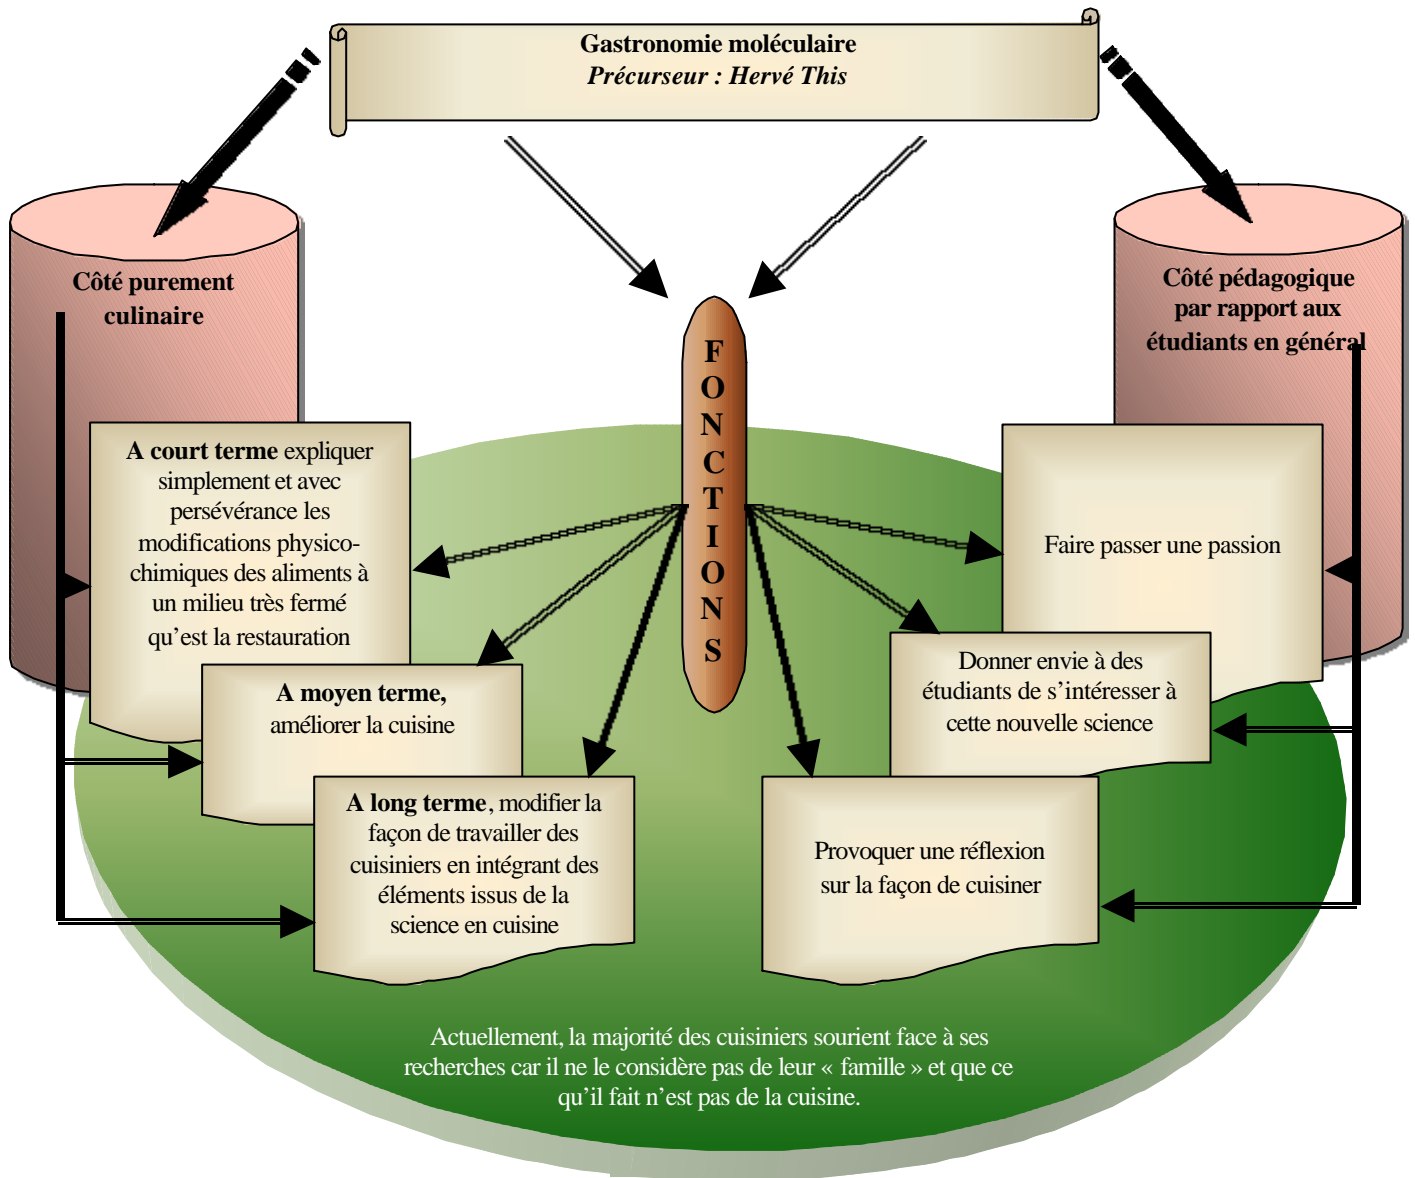 Gastronomie moléculaire
Précurseur : Hervé This
Côté purement
culinaire
Côté pédagogique
par rapport aux
étudiants en général
F
O
N
C
T
I
O
N
S
A court terme expliquer
simplement et avec
persévérance les
modifications physico-
chimiques des aliments à
un milieu très fermé
qu’est la restauration
A moyen terme,
améliorer la cuisine
A long terme, modifier la
façon de travailler des
cuisiniers en intégrant des
éléments issus de la
science en cuisine
Faire passer une passion
Donner envie à des
étudiants de s’intéresser à
cette nouvelle science
Provoquer une réflexion
sur la façon de cuisiner
Actuellement, la majorité des cuisiniers sourient face à ses
recherches car il ne le considère pas de leur « famille » et que ce
qu’il fait n’est pas de la cuisine.